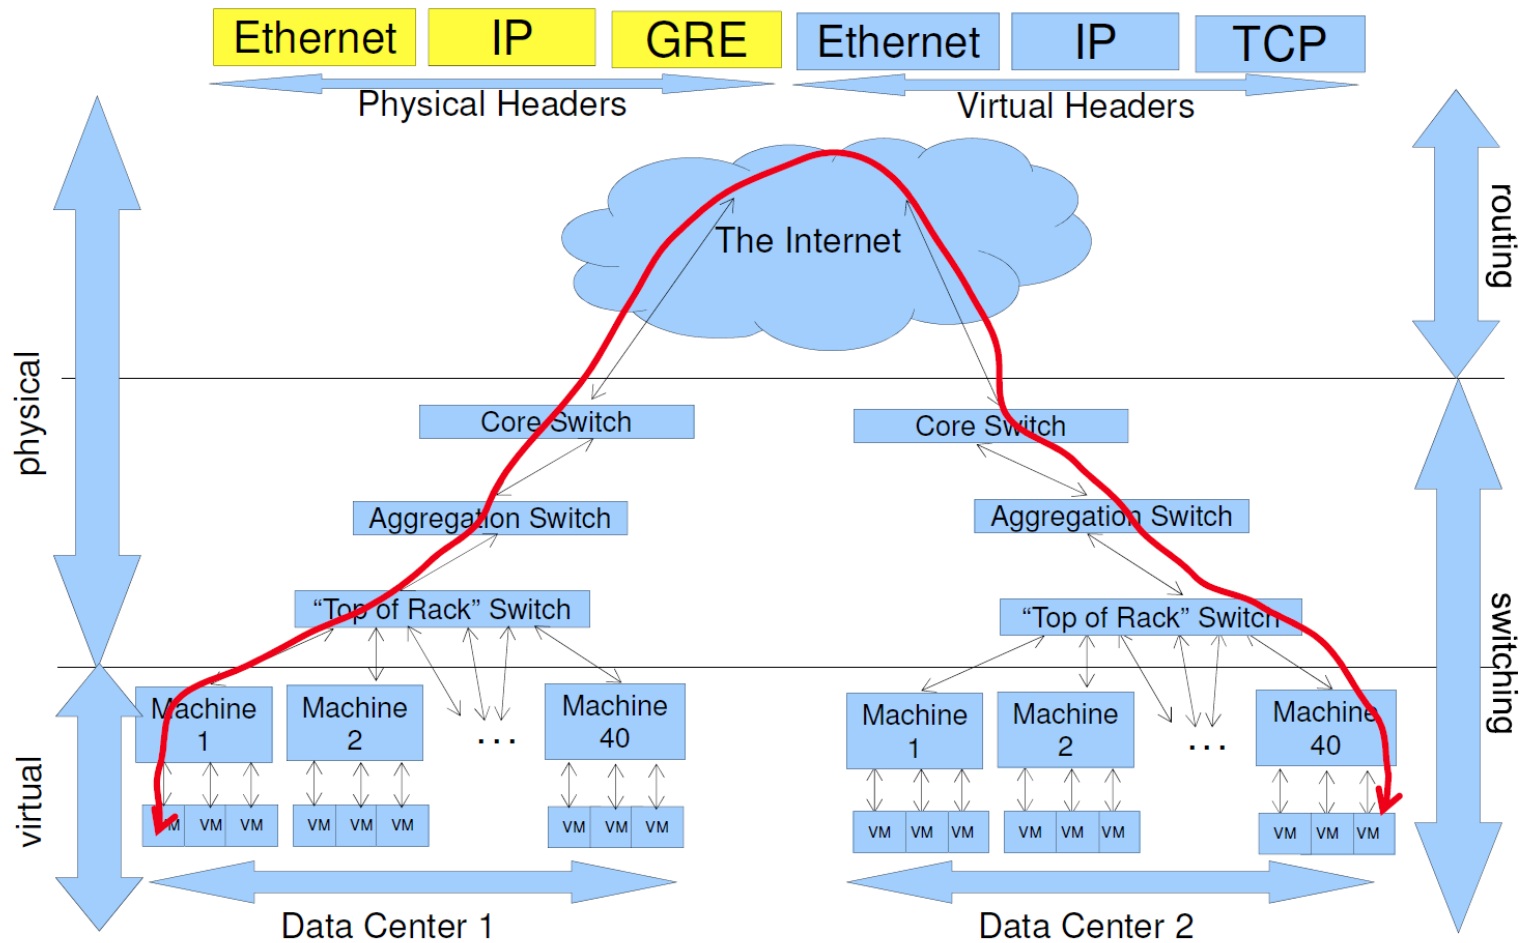 Ethernet IP GRE Ethernet IP TCP
Physical Headers Virtual Headers
routing
The Internet
physical
Core Switch Core Switch
Aggregation Switch Aggregation Switch
“Top of Rack” Switch “Top of Rack” Switch
switching
Machine 1
Machine 2
...
Machine 40
Machine 1
Machine 2
...
Machine 40
virtual
VM VM VM VM VM VM VM VM VM
VM VM VM VM VM VM VM VM VM
Data Center 1 Data Center 2